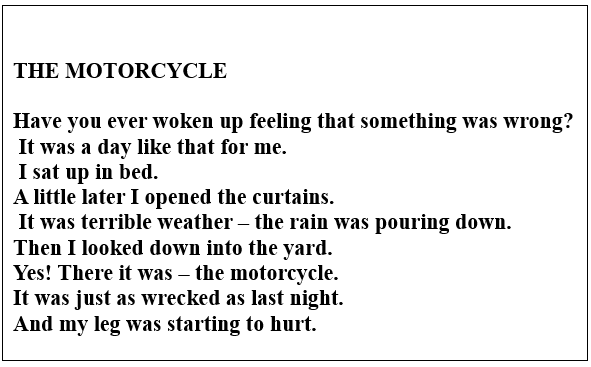 THE MOTORCYCLE
Have you ever woken up feeling that something was wrong?
It was a day like that for me.
I sat up in bed.
A little later I opened the curtains.
It was terrible weather – the rain was pouring down.
Then I looked down into the yard.
Yes! There it was – the motorcycle.
It was just as wrecked as last night.
And my leg was starting to hurt.